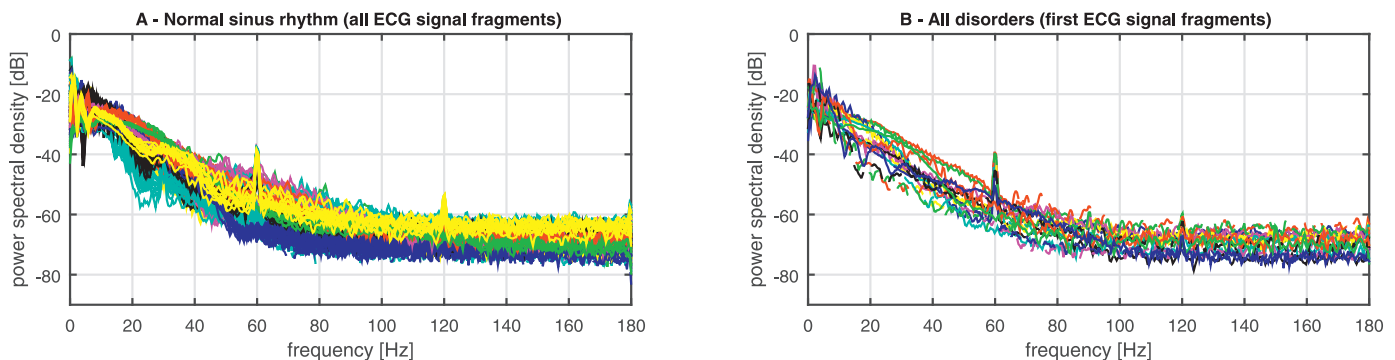 A - Normal sinus rhythm (all ECG signal fragments)
0
-20
-40
-60
-80
power spectral density [dB]
0 20 40 60 80 100 120 140 160 180
frequency [Hz]
B - All disorders (first ECG signal fragments)
0
-20
-40
-60
-80
power spectral density [dB]
0 20 40 60 80 100 120 140 160 180
frequency [Hz]